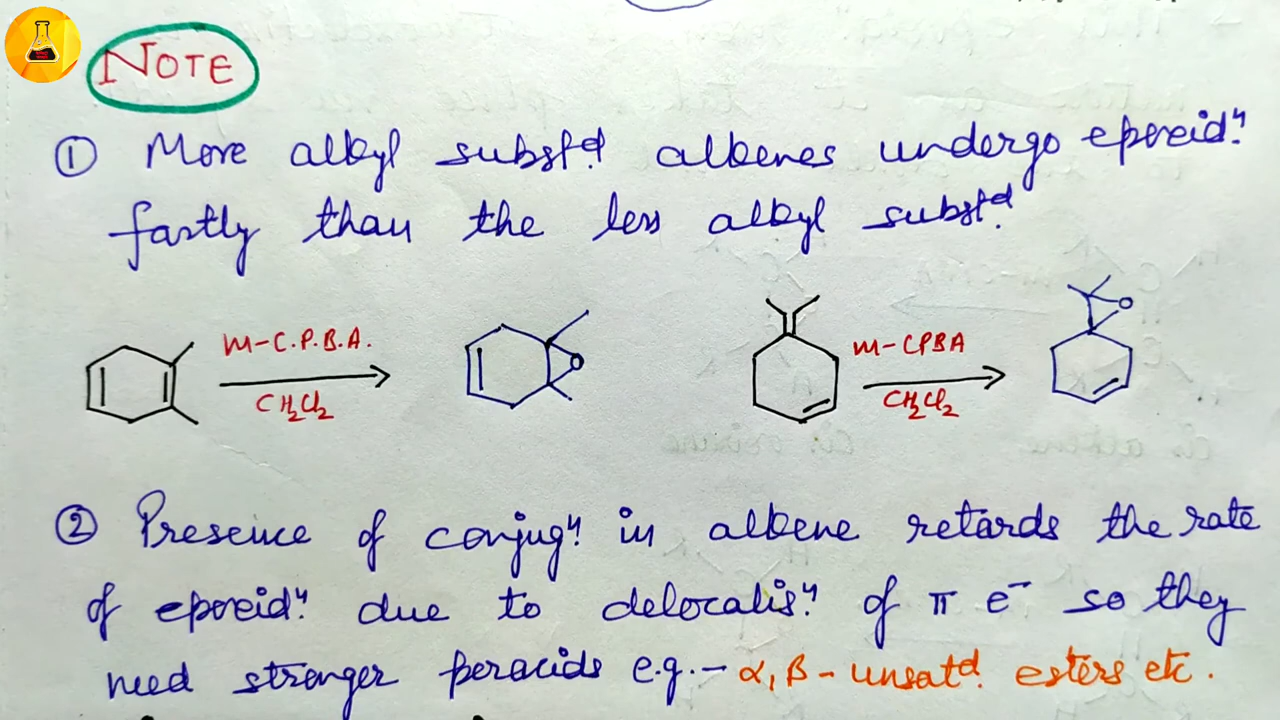 NOTE
① More alkyl substd. alkenes undergo epoxidn.
fastly than the less alkyl substd.
m-C.P.B.A.
CH2Cl2
O
m-CPBA
CH2Cl2
O
② Presence of conjugn. in alkene retards the rate
of epoxidn. due to delocalisn. of π e⁻ so they
need stronger peracids e.g.- α,β-unsatd. esters etc.